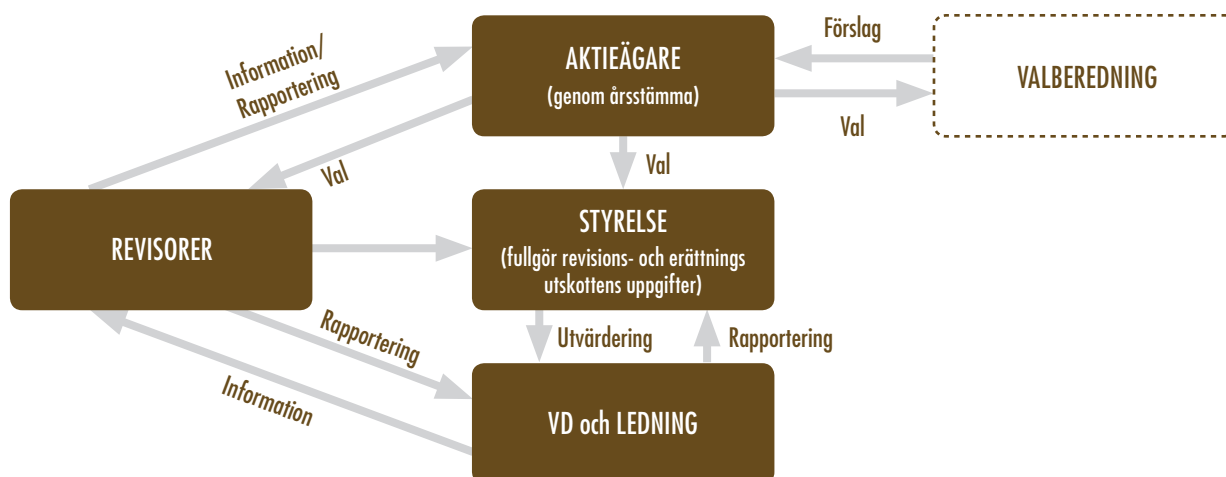 Förslag
AKTIEÄGARE
(genom årsstämma)
VALBEREDNING
Information/
Rapportering
Val
Val
Val
REVISORER
STYRELSE
(fullgör revisions- och erättnings
utskottens uppgifter)
Rapportering
Utvärdering
Rapportering
Information
VD och LEDNING